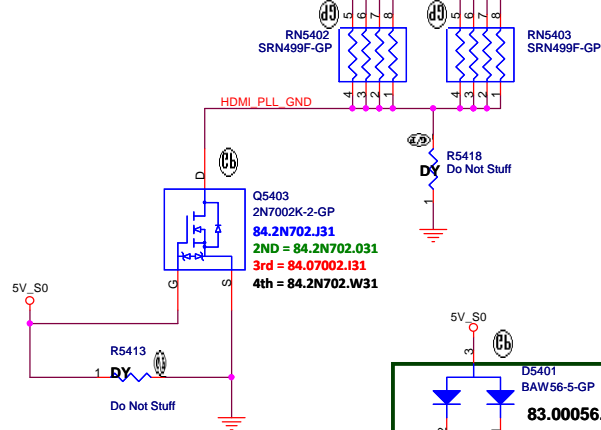 GP
5 6 7 8
RN5402
SRN499F-GP
4 3 2 1
GP
5 6 7 8
RN5403
SRN499F-GP
4 3 2 1
HDMI_PLL_GND
R5418
DY
Do Not Stuff
1
D
Q5403
2N7002K-2-GP
84.2N702.J31
2ND = 84.2N702.031
3rd = 84.07002.I31
4th = 84.2N702.W31
G
S
5V_S0
R5413
1
DY
Do Not Stuff
5V_S0
3
D5401
BAW56-5-GP
83.00056.